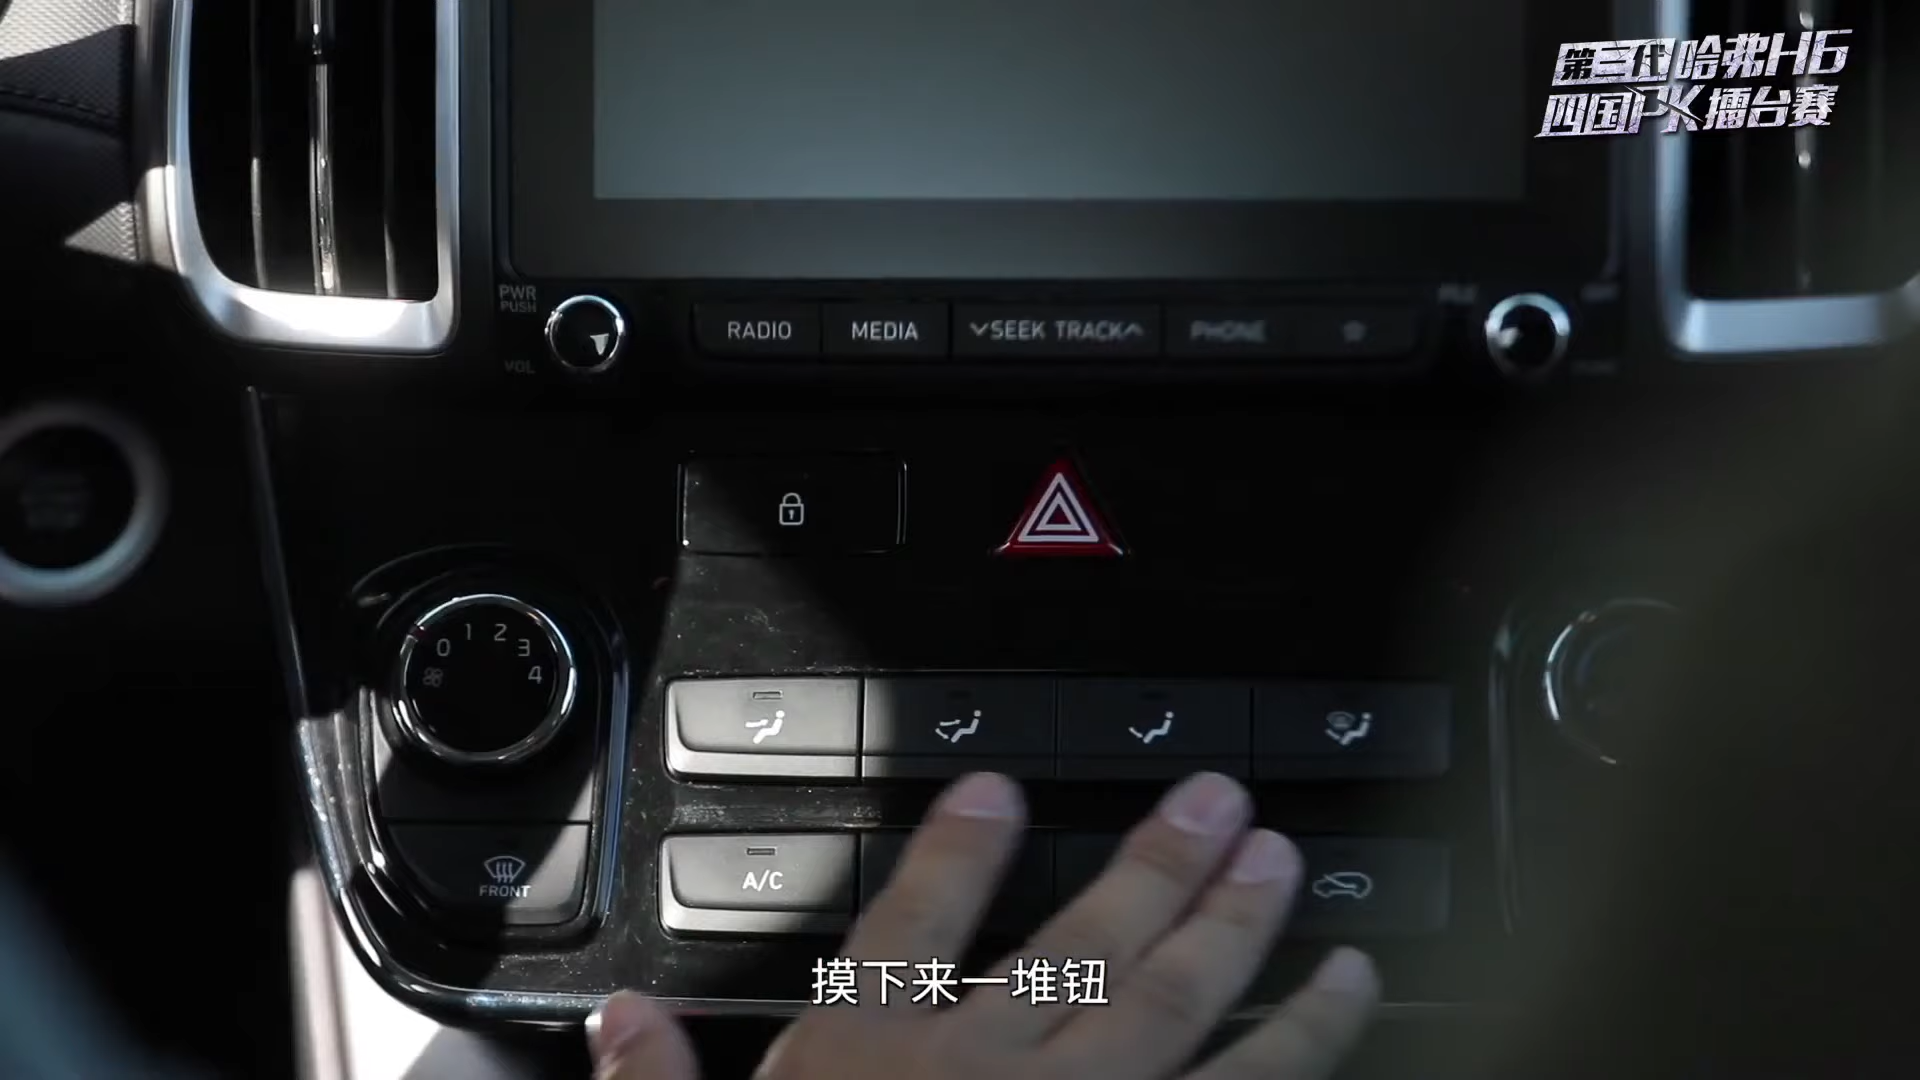 第三代哈弗H6
四国PK擂台赛
PWR
PUSH
RADIO
MEDIA
SEEK TRACK
PHONE
VOL
0 1 2 3 4
FRONT
A/C
摸下来一堆钮